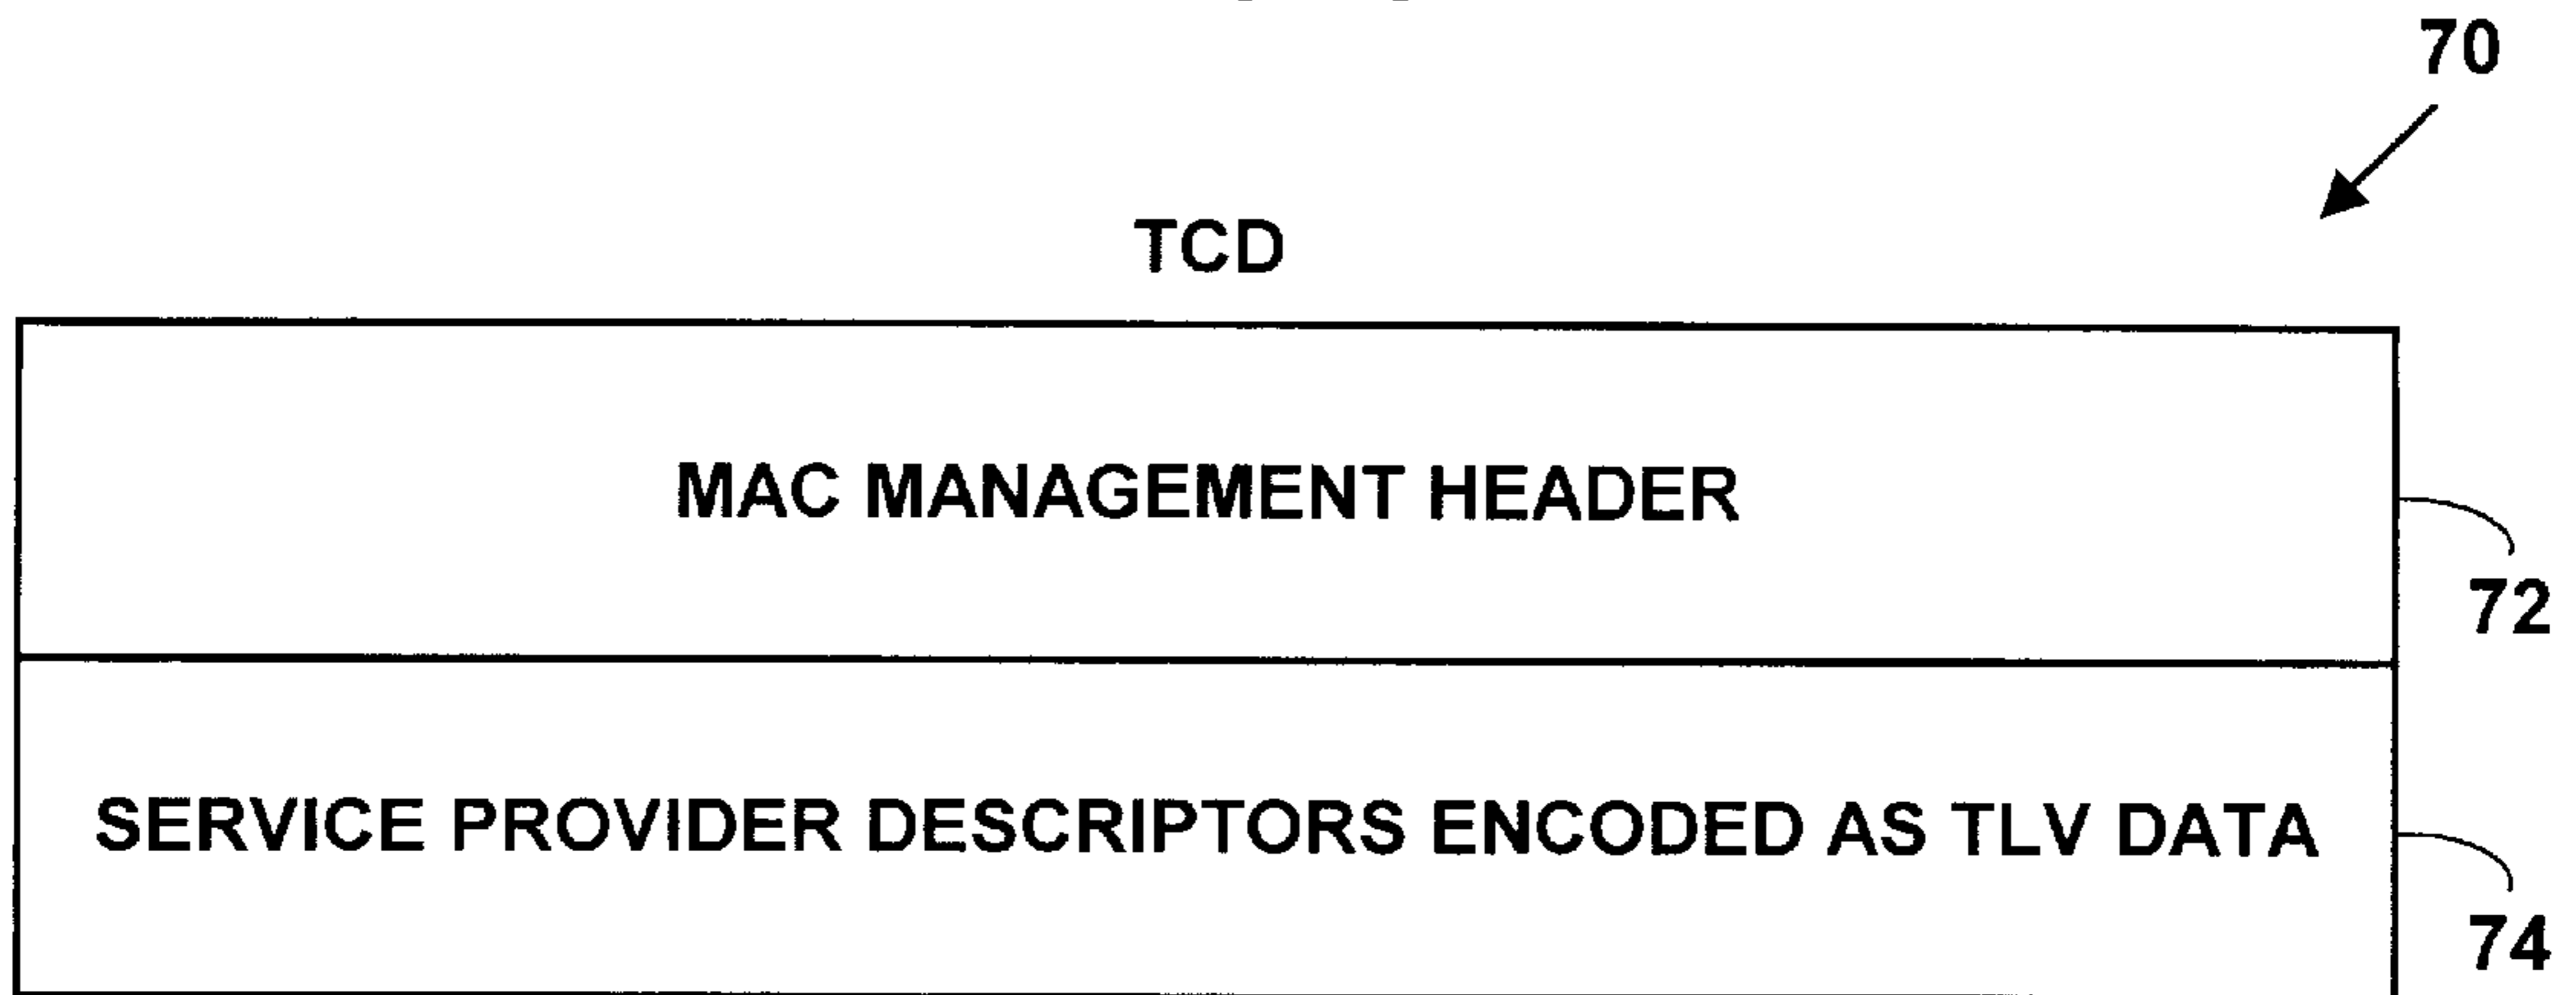 70
TCD
MAC MANAGEMENT HEADER
72
SERVICE PROVIDER DESCRIPTORS ENCODED AS TLV DATA
74